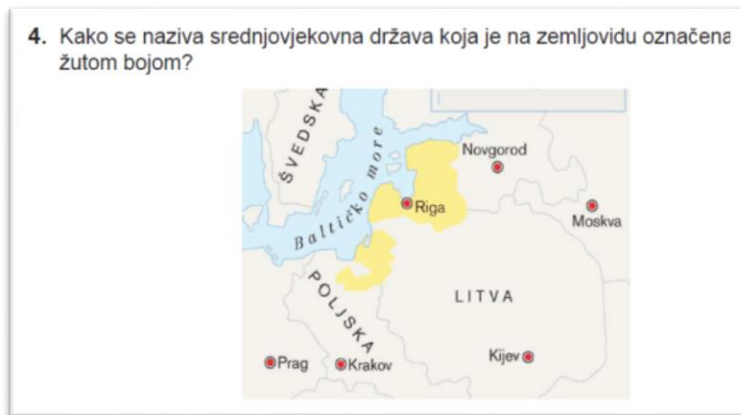 4. Kako se naziva srednjovjekovna država koja je na zemljovidu označena
žutom bojom?
ŠVEDSKA
Baltičko more
Novgorod
Riga
Moskva
POLJSKA
LITVA
Prag
Krakov
Kijev